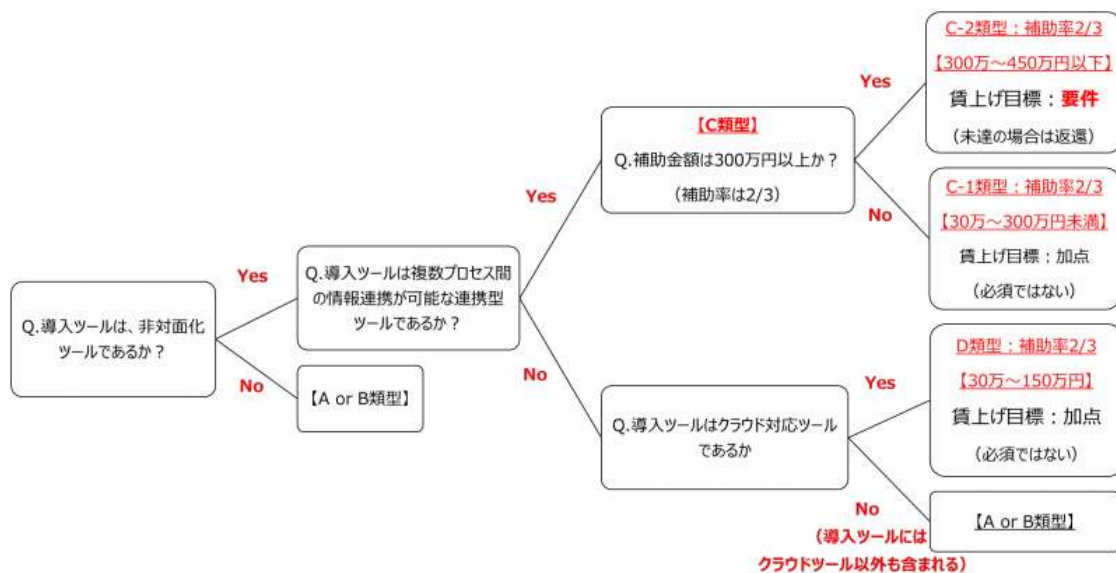 Q.導入ツールは、非対面化
ツールであるか？
Yes
No
Q.導入ツールは複数プロセス間
の情報連携が可能な連携型
ツールであるか？
【A or B類型】
Yes
No
【C類型】
Q.補助金額は300万円以上か？
（補助率は2/3）
Yes
No
C-2類型：補助率2/3
【300万～450万円以下】
賃上げ目標：要件
（未達の場合は返還）
C-1類型：補助率2/3
【30万～300万円未満】
賃上げ目標：加点
（必須ではない）
Q.導入ツールはクラウド対応ツール
であるか
Yes
No
（導入ツールには
クラウドツール以外も含まれる）
D類型：補助率2/3
【30万～150万円】
賃上げ目標：加点
（必須ではない）
【A or B類型】